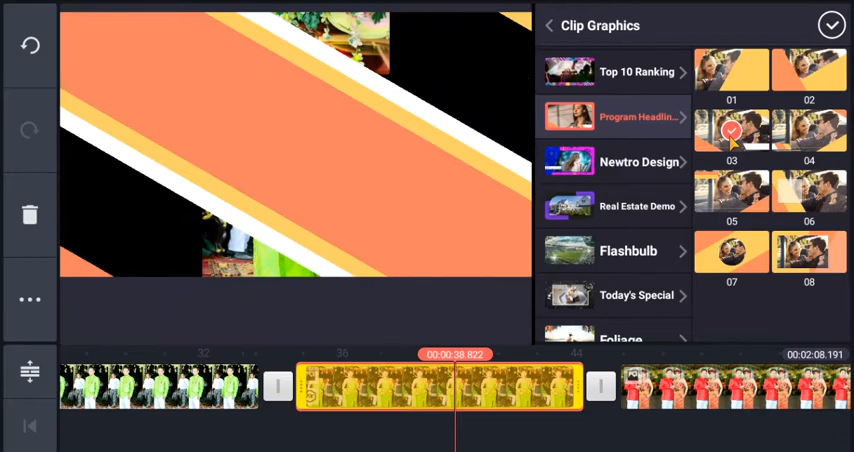 Clip Graphics
Top 10 Ranking
Program Headlin...
Newtro Design
Real Estate Demo
Flashbulb
Today's Special
Foliage
01
02
03
04
05
06
07
08
32
36
00:00:38.822
44
00:02:08.191